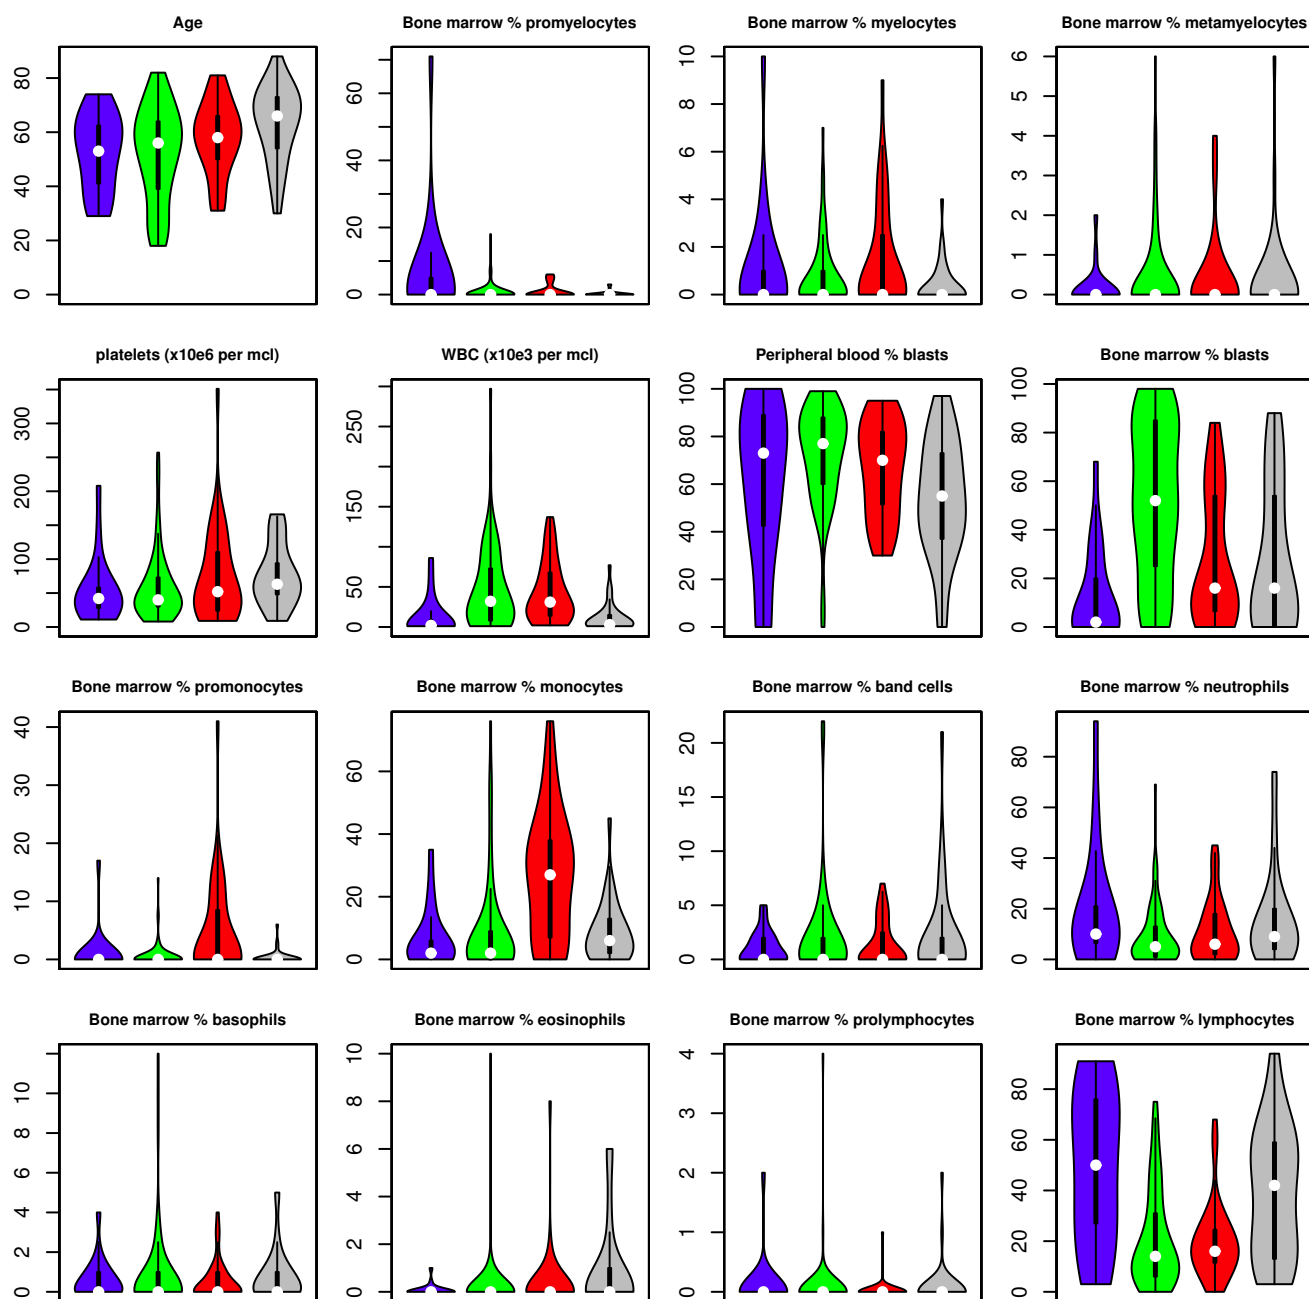 Age
Bone marrow % promyelocytes
Bone marrow % myelocytes
Bone marrow % metamyelocytes
0 20 40 60 80
0 20 40 60
0 2 4 6 8 10
0 1 2 3 4 5 6
platelets (x10e6 per mcl)
WBC (x10e3 per mcl)
Peripheral blood % blasts
Bone marrow % blasts
0 100 200 300
0 50 150 250
0 20 40 60 80 100
0 20 40 60 80 100
Bone marrow % promonocytes
Bone marrow % monocytes
Bone marrow % band cells
Bone marrow % neutrophils
0 10 20 30 40
0 20 40 60
0 5 10 15 20
0 20 40 60 80
Bone marrow % basophils
Bone marrow % eosinophils
Bone marrow % prolymphocytes
Bone marrow % lymphocytes
0 2 4 6 8 10
0 2 4 6 8 10
0 1 2 3 4
0 20 40 60 80